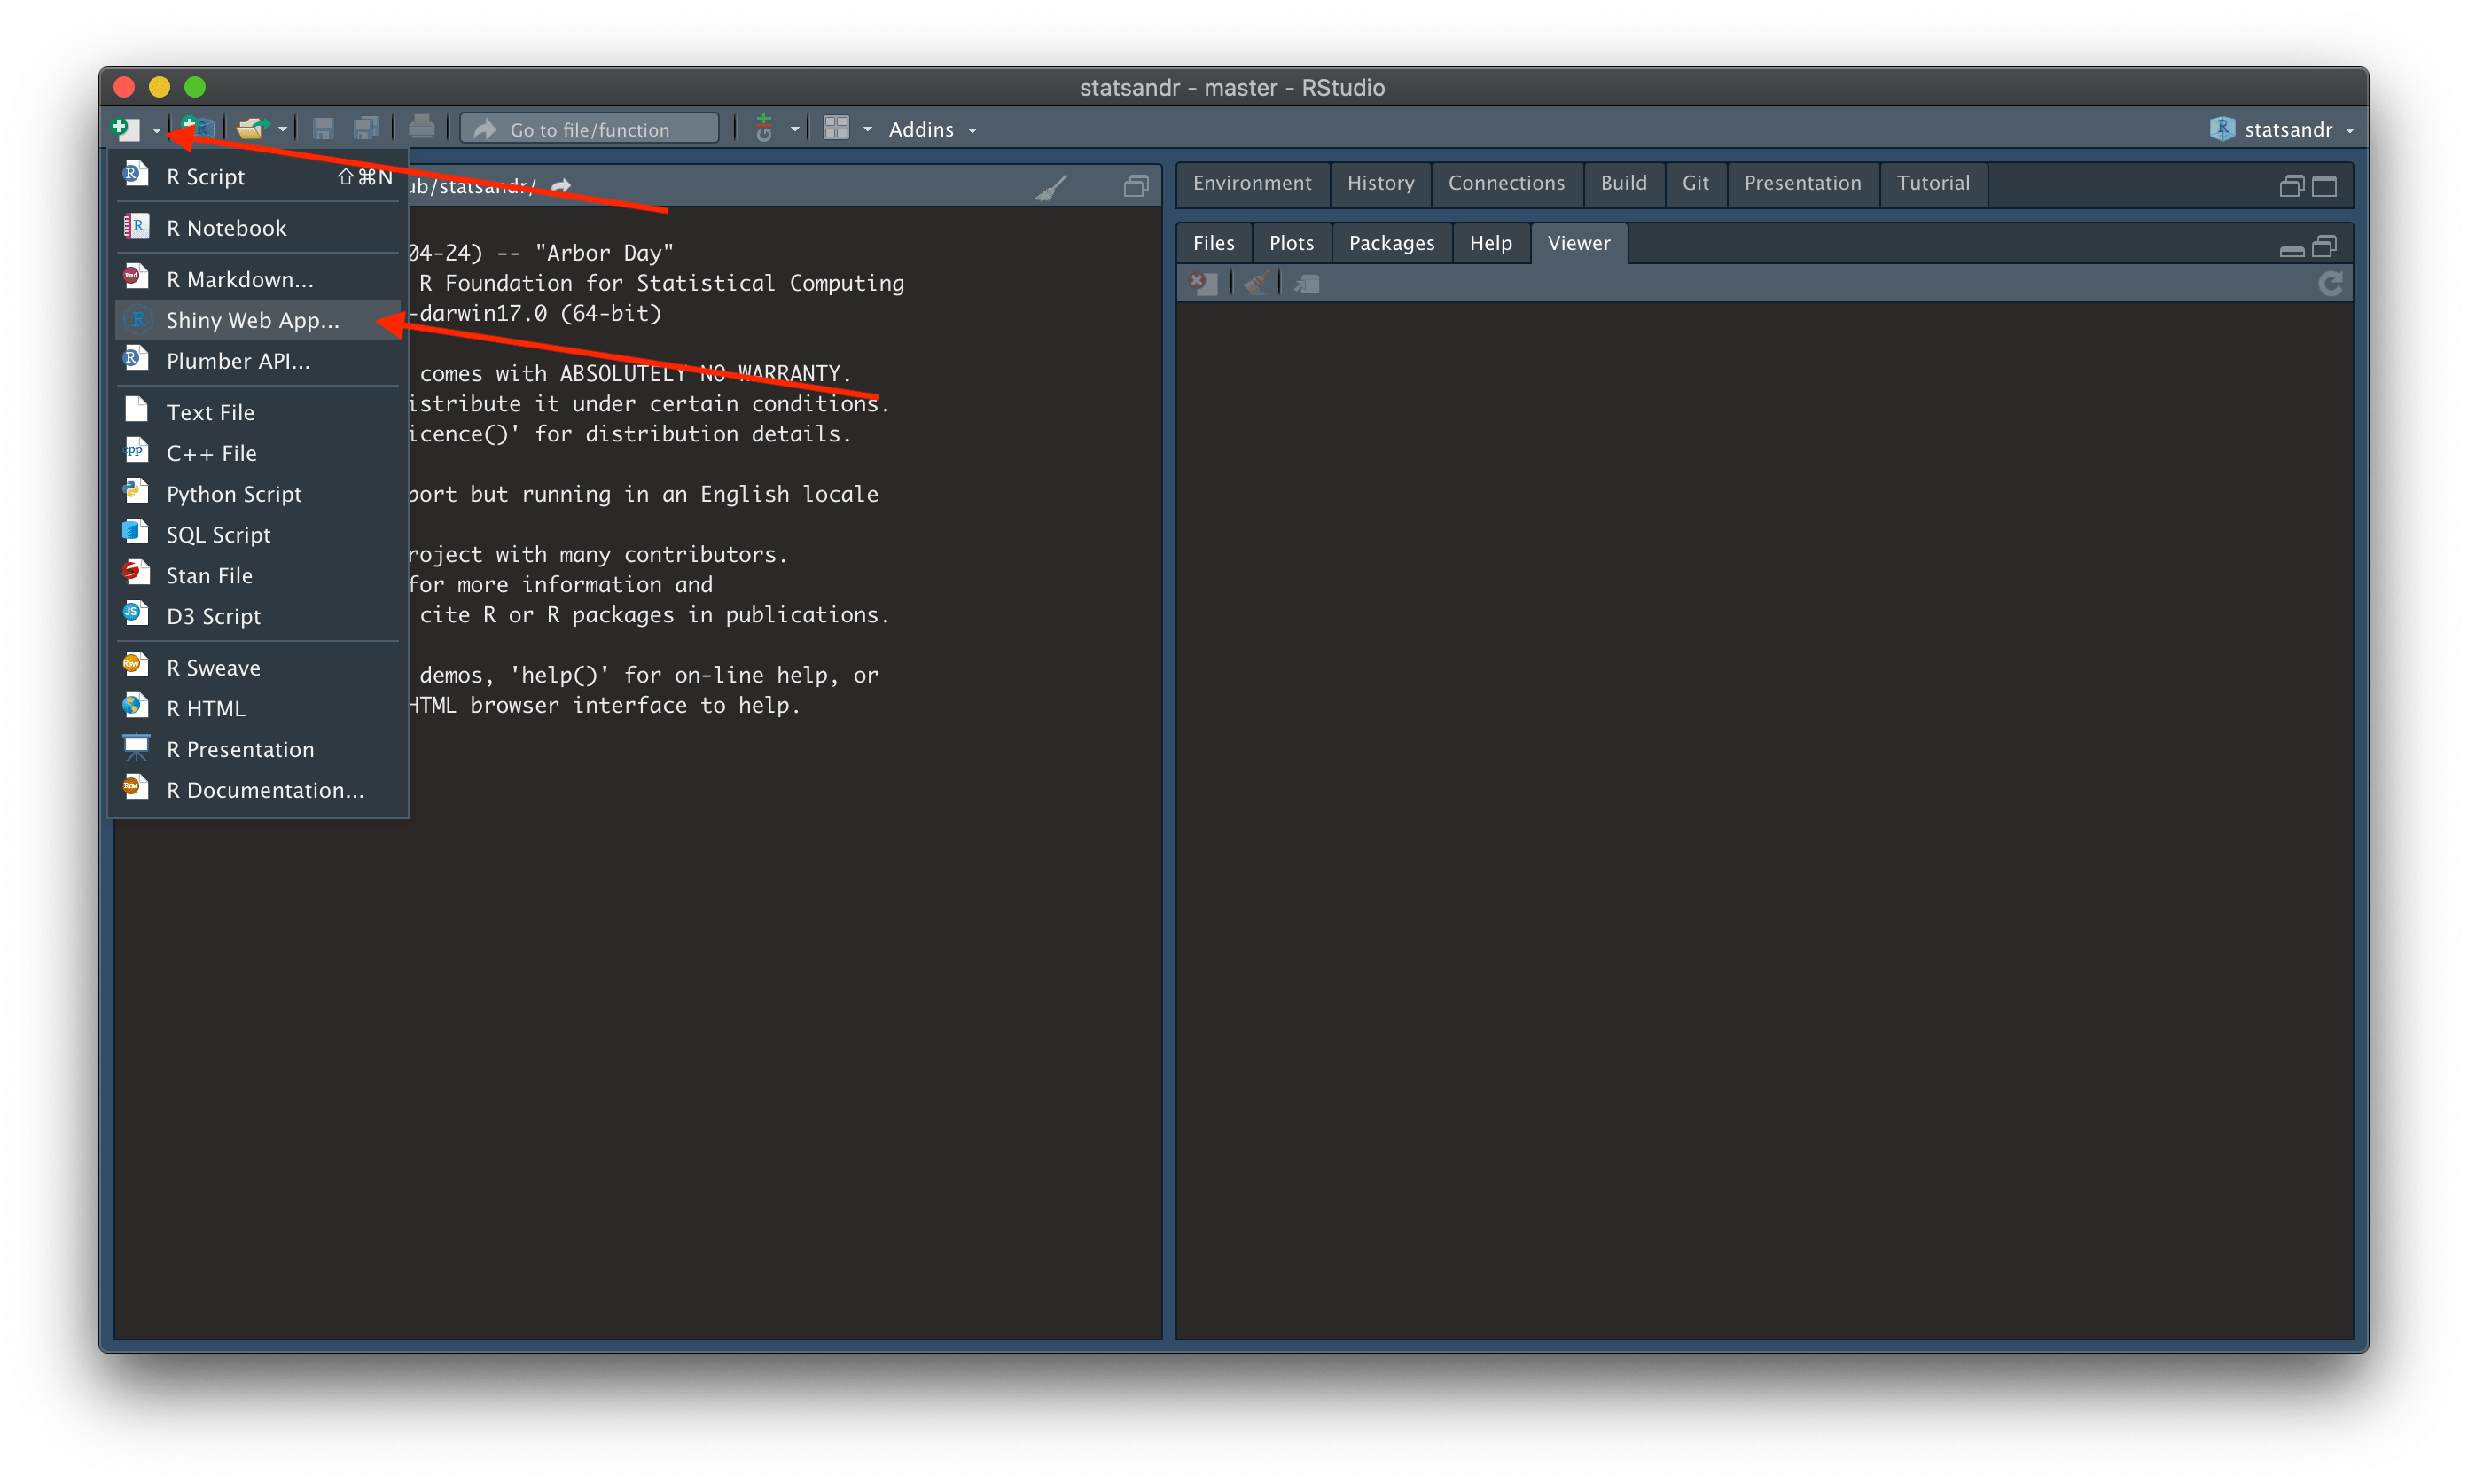 statsandr - master - RStudio
Go to file/function
Addins
statsandr
R Script ⇧⌘N
R Notebook
R Markdown...
Shiny Web App...
Plumber API...
Text File
C++ File
Python Script
SQL Script
Stan File
D3 Script
R Sweave
R HTML
R Presentation
R Documentation...
ub/statsandr/
04-24) -- "Arbor Day"
R Foundation for Statistical Computing
-darwin17.0 (64-bit)
comes with ABSOLUTELY NO WARRANTY.
istribute it under certain conditions.
icence()' for distribution details.
port but running in an English locale
roject with many contributors.
for more information and
cite R or R packages in publications.
demos, 'help()' for on-line help, or
HTML browser interface to help.
Environment History Connections Build Git Presentation Tutorial
Files Plots Packages Help Viewer